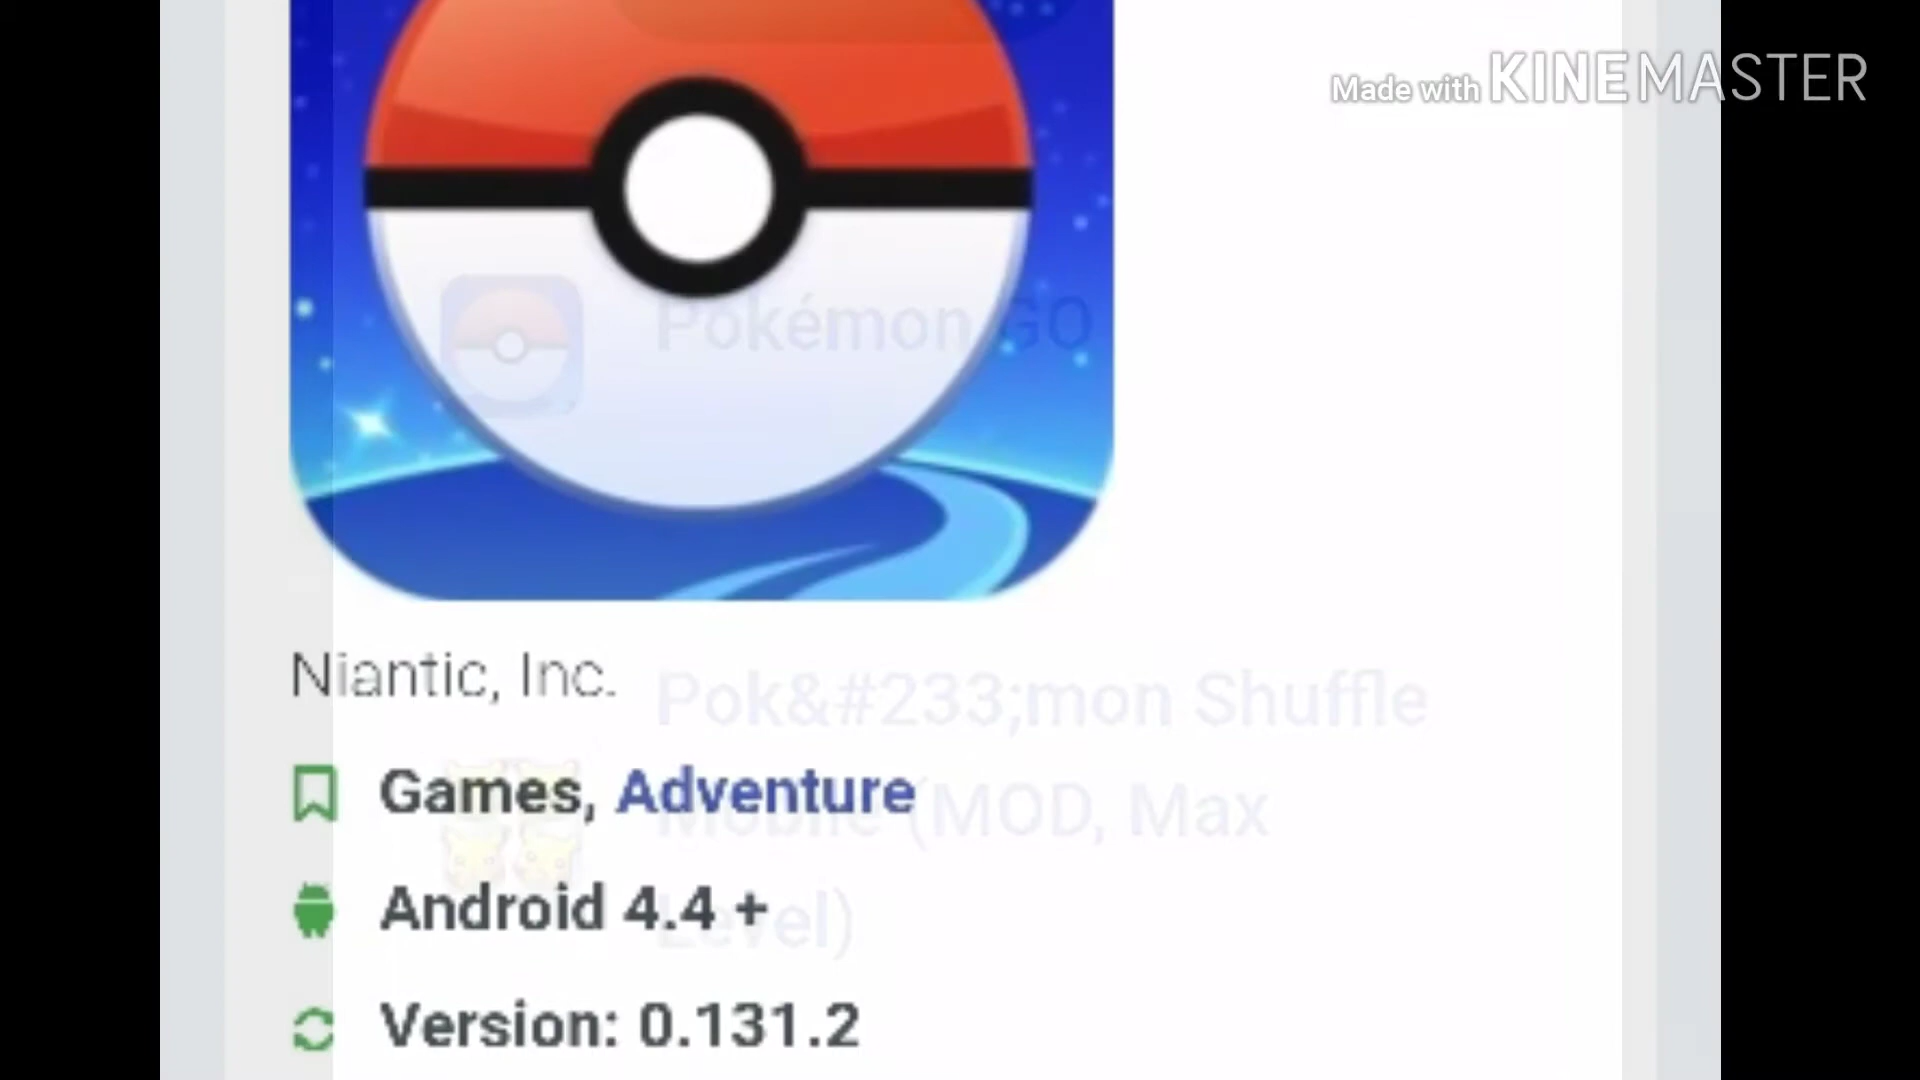 Made with KINEMASTER
Pokémon GO
Niantic, Inc.
Pok&#233;mon Shuffle
Games, Adventure
Mobile (MOD, Max
Android 4.4 +
Level)
Version: 0.131.2